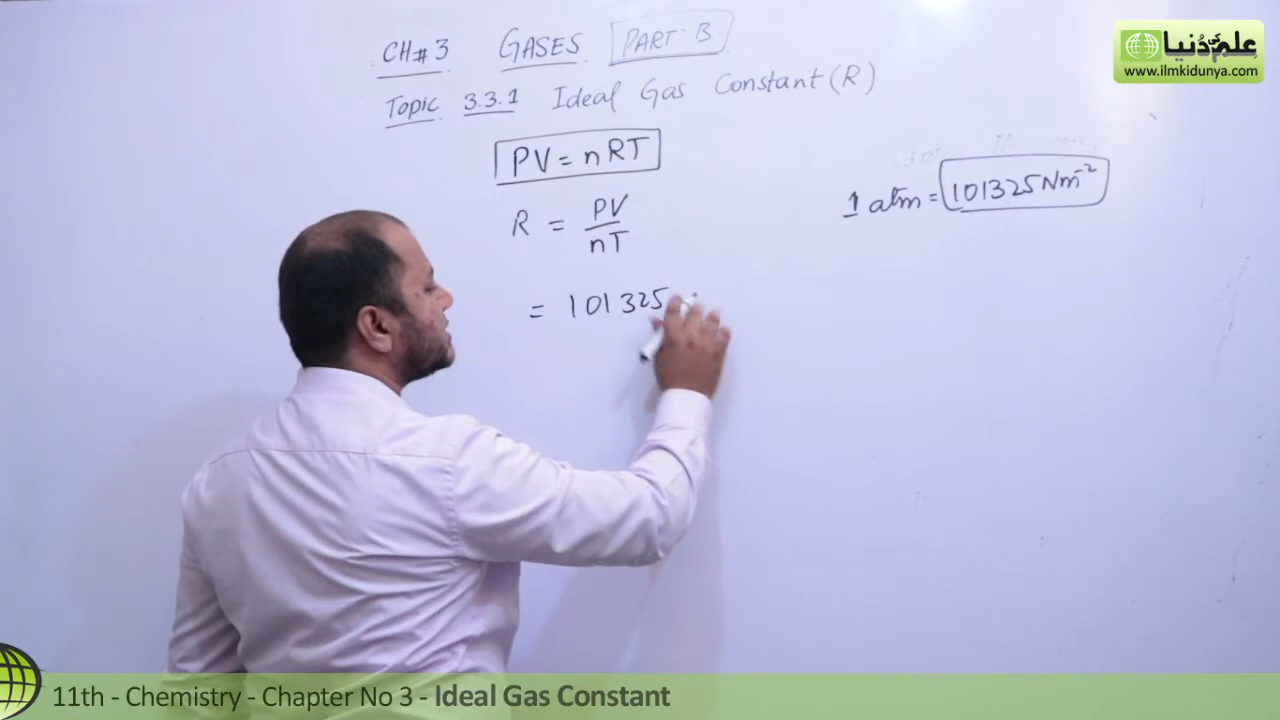 CH#3 GASES PART: B
Topic 3.3.1 Ideal Gas Constant (R)
PV = nRT
R = PV
nT
= 101325
1 atm = 101325 Nm⁻²
علم کی دُنیا
www.ilmkidunya.com
11th - Chemistry - Chapter No 3 - Ideal Gas Constant